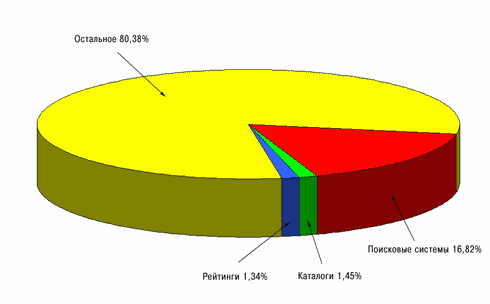 Остальное 80,38%
Поисковые системы 16,82%
Рейтинги 1,34%
Каталоги 1,45%